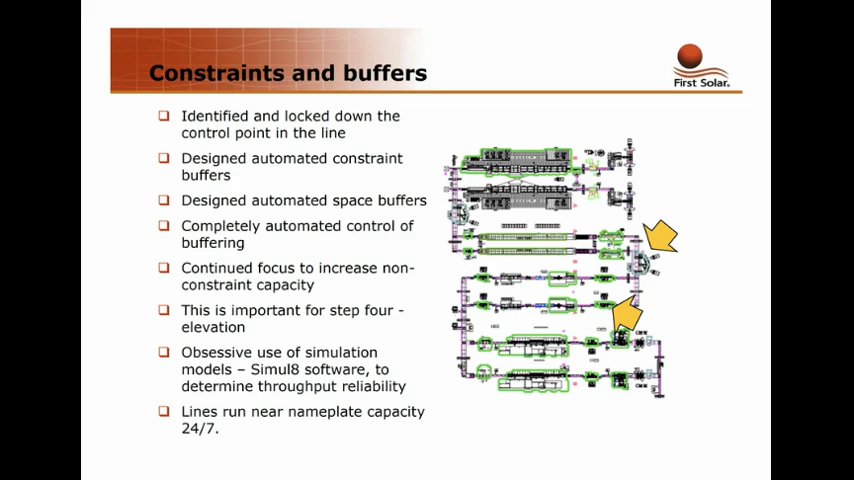 Constraints and buffers
First Solar.
Identified and locked down the
control point in the line
Designed automated constraint
buffers
Designed automated space buffers
Completely automated control of
buffering
Continued focus to increase non-
constraint capacity
This is important for step four -
elevation
Obsessive use of simulation
models – Simul8 software, to
determine throughput reliability
Lines run near nameplate capacity
24/7.